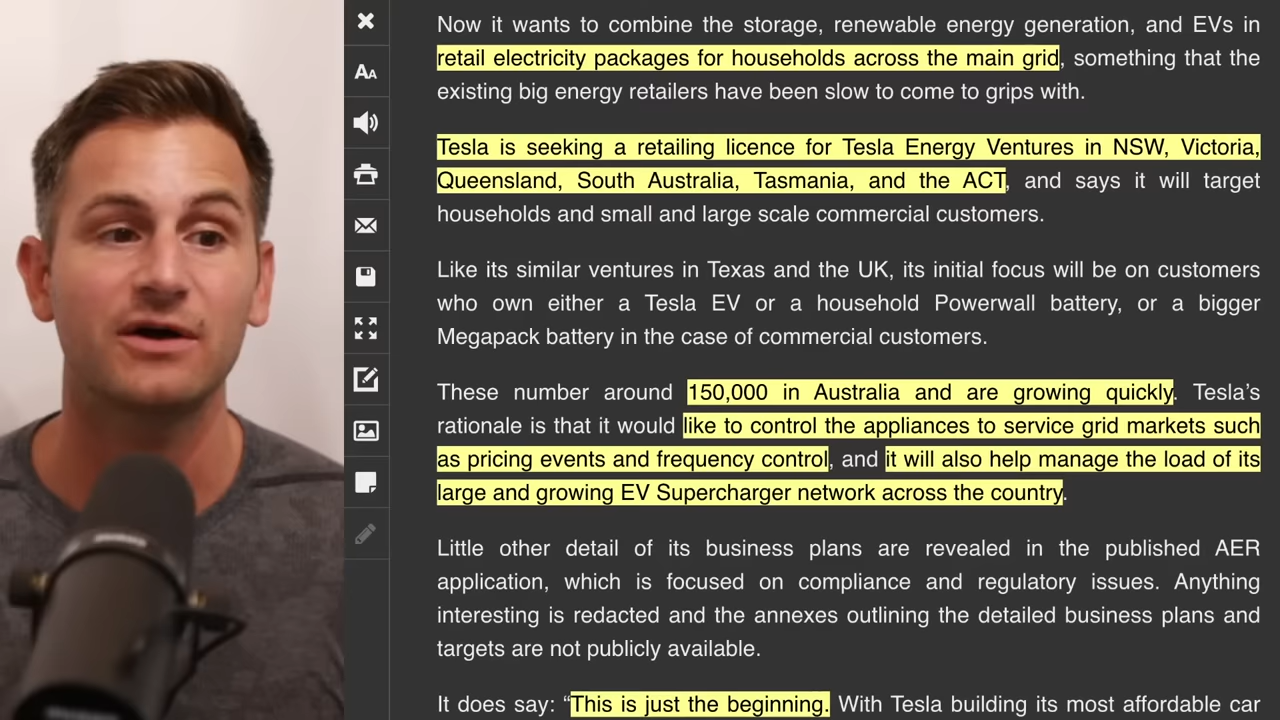 Now it wants to combine the storage, renewable energy generation, and EVs in
retail electricity packages for households across the main grid, something that the
existing big energy retailers have been slow to come to grips with.
Tesla is seeking a retailing licence for Tesla Energy Ventures in NSW, Victoria,
Queensland, South Australia, Tasmania, and the ACT, and says it will target
households and small and large scale commercial customers.
Like its similar ventures in Texas and the UK, its initial focus will be on customers
who own either a Tesla EV or a household Powerwall battery, or a bigger
Megapack battery in the case of commercial customers.
These number around 150,000 in Australia and are growing quickly. Tesla’s
rationale is that it would like to control the appliances to service grid markets such
as pricing events and frequency control, and it will also help manage the load of its
large and growing EV Supercharger network across the country.
Little other detail of its business plans are revealed in the published AER
application, which is focused on compliance and regulatory issues. Anything
interesting is redacted and the annexes outlining the detailed business plans and
targets are not publicly available.
It does say: “This is just the beginning. With Tesla building its most affordable car